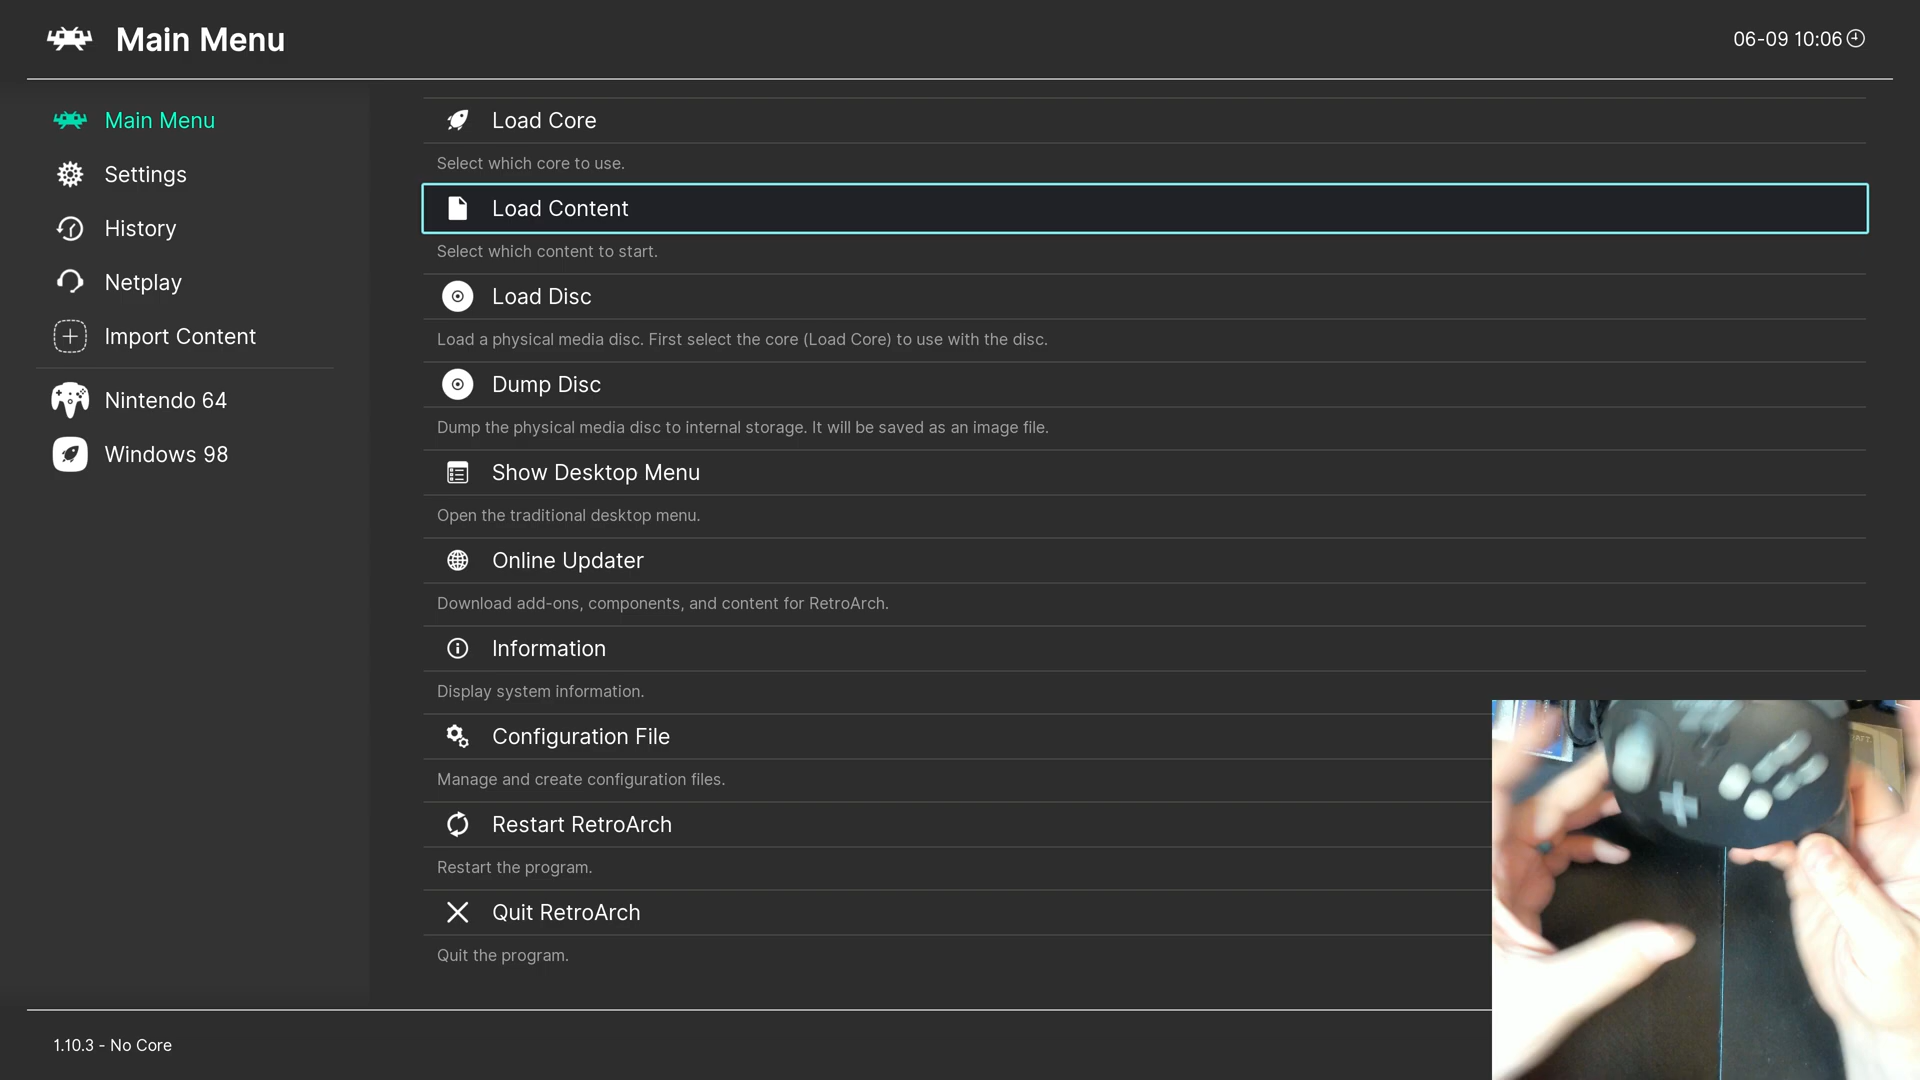 Main Menu
06-09 10:06
Main Menu
Settings
History
Netplay
Import Content
Nintendo 64
Windows 98
Load Core
Select which core to use.
Load Content
Select which content to start.
Load Disc
Load a physical media disc. First select the core (Load Core) to use with the disc.
Dump Disc
Dump the physical media disc to internal storage. It will be saved as an image file.
Show Desktop Menu
Open the traditional desktop menu.
Online Updater
Download add-ons, components, and content for RetroArch.
Information
Display system information.
Configuration File
Manage and create configuration files.
Restart RetroArch
Restart the program.
Quit RetroArch
Quit the program.
1.10.3 - No Core